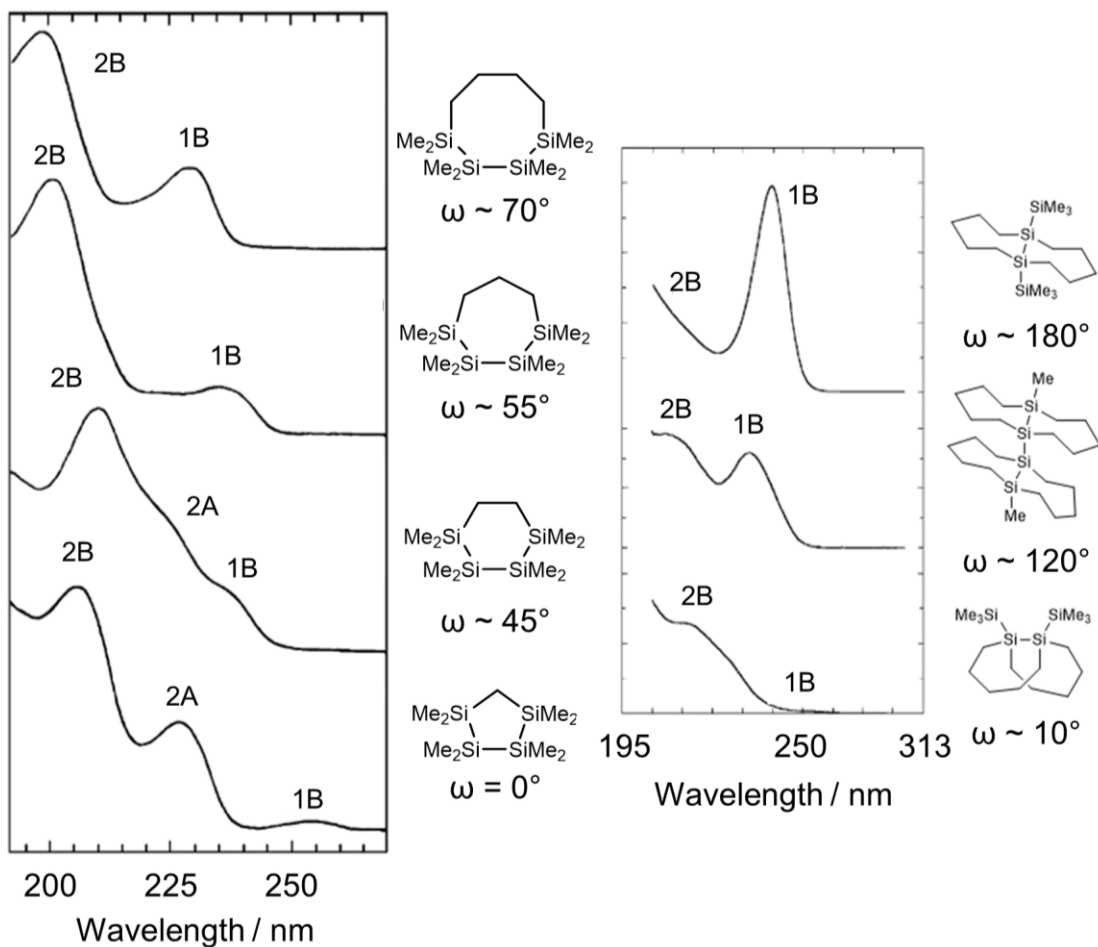 2B
1B
Me₂Si
SiMe₂
Me₂Si
SiMe₂
ω ~ 70°
2B
1B
Me₂Si
SiMe₂
Me₂Si
SiMe₂
ω ~ 55°
2B
2A
1B
Me₂Si
SiMe₂
Me₂Si
SiMe₂
ω ~ 45°
2B
2A
1B
Me₂Si
SiMe₂
Me₂Si
SiMe₂
ω = 0°
200 225 250
Wavelength / nm
1B
2B
SiMe₃
Si
Si
SiMe₃
ω ~ 180°
2B
1B
Me
Si
Si
Si
Si
Me
ω ~ 120°
2B
1B
Me₃Si SiMe₃
Si Si
ω ~ 10°
195 250 313
Wavelength / nm